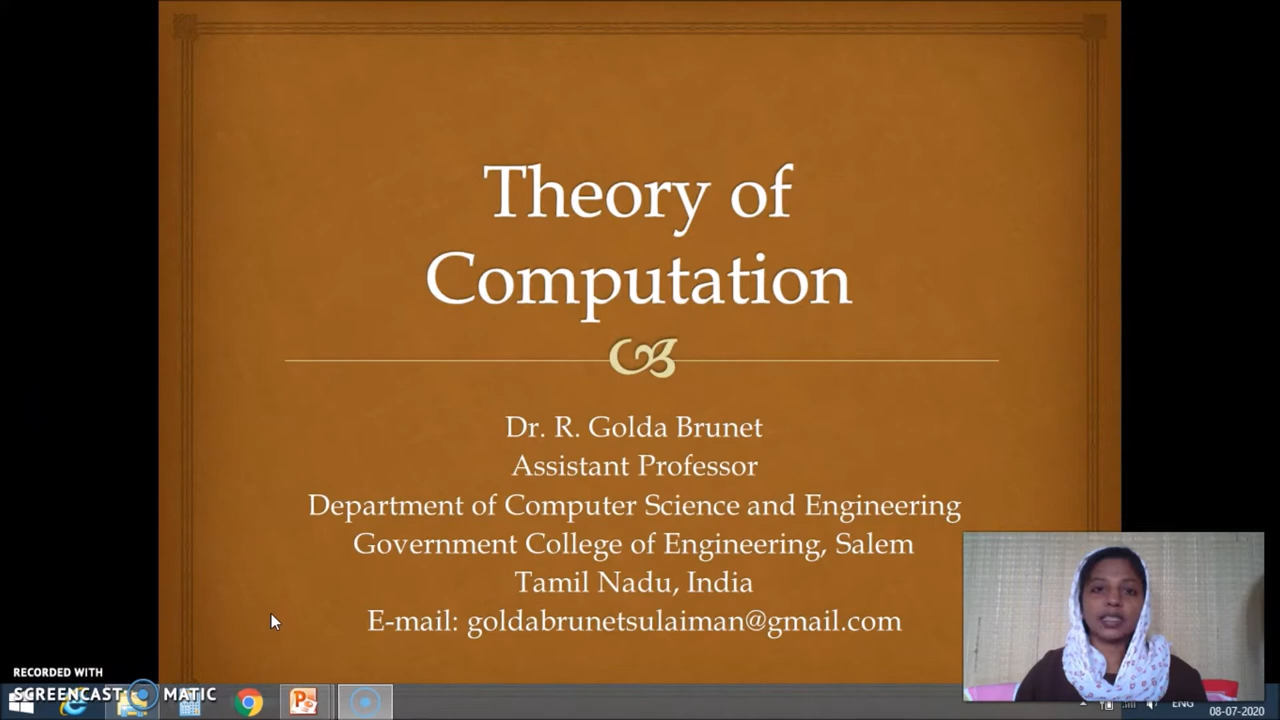 Theory of
Computation
Dr. R. Golda Brunet
Assistant Professor
Department of Computer Science and Engineering
Government College of Engineering, Salem
Tamil Nadu, India
E-mail: goldabrunetsulaiman@gmail.com
RECORDED WITH
SCREENCAST MATIC
ENG
08-07-2020